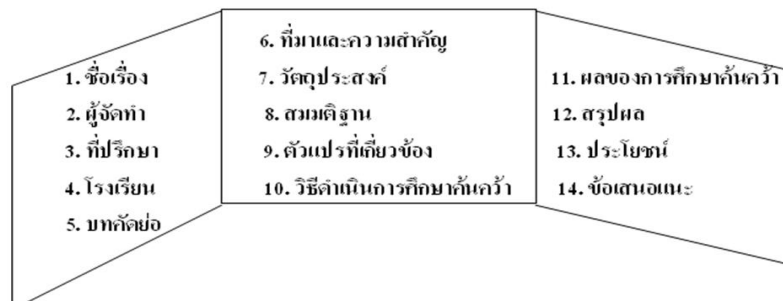 1. ชื่อเรื่อง
2. ผู้จัดทำ
3. ที่ปรึกษา
4. โรงเรียน
5. บทคัดย่อ
6. ที่มาและความสำคัญ
7. วัตถุประสงค์
8. สมมติฐาน
9. ตัวแปรที่เกี่ยวข้อง
10. วิธีดำเนินการศึกษาค้นคว้า
11. ผลของการศึกษาค้นคว้า
12. สรุปผล
13. ประโยชน์
14. ข้อเสนอแนะ